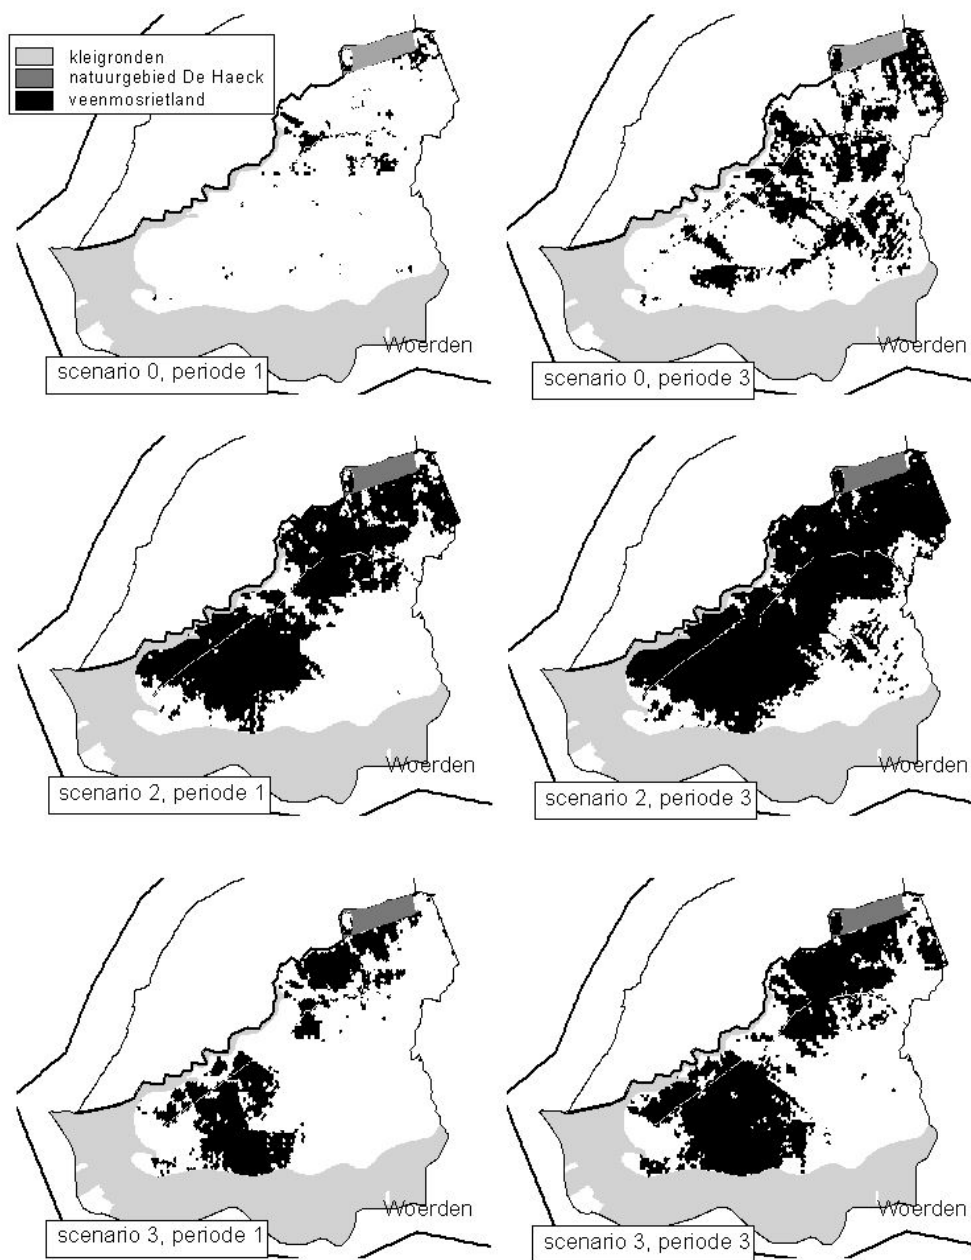 kleigronden
natuurgebied De Haeck
veenmosrietland
Woerden
scenario 0, periode 1
Woerden
scenario 0, periode 3
Woerden
scenario 2, periode 1
Woerden
scenario 2, periode 3
Woerden
scenario 3, periode 1
Woerden
scenario 3, periode 3